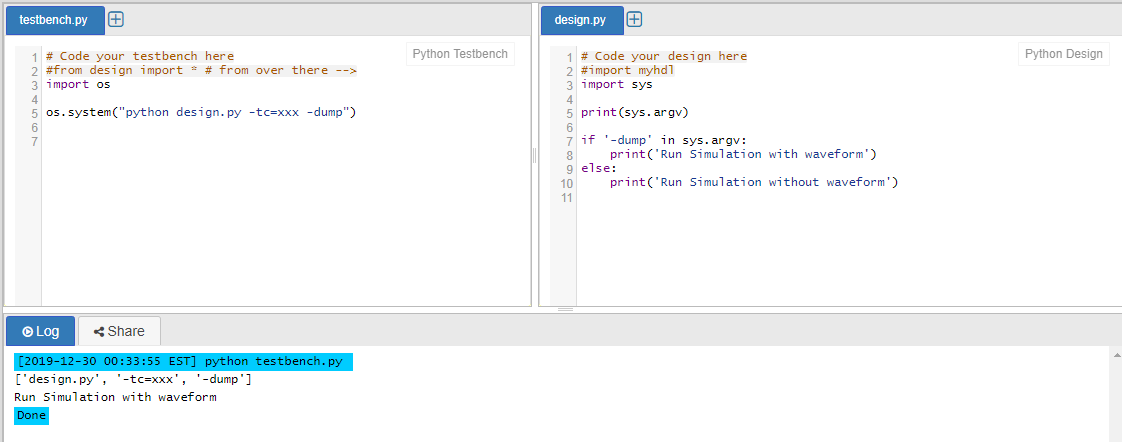 testbench.py
Python Testbench
1 # Code your testbench here
2 #from design import * # from over there -->
3 import os
4
5 os.system("python design.py -tc=xxx -dump")
6
7
design.py
Python Design
1 # Code your design here
2 #import myhdl
3 import sys
4
5 print(sys.argv)
6
7 if '-dump' in sys.argv:
8     print('Run Simulation with waveform')
9 else:
10     print('Run Simulation without waveform')
11
Log
Share
[2019-12-30 00:33:55 EST] python testbench.py
['design.py', '-tc=xxx', '-dump']
Run Simulation with waveform
Done